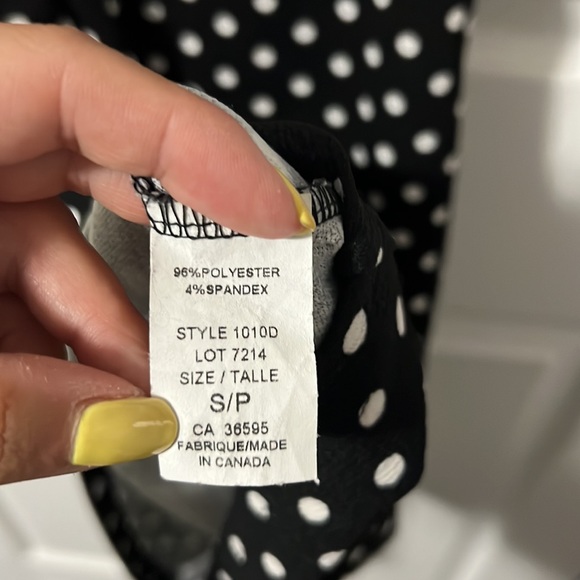 96%POLYESTER
4%SPANDEX
STYLE 1010D
LOT 7214
SIZE / TALLE
S/P
CA 36595
FABRIQUE/MADE
IN CANADA